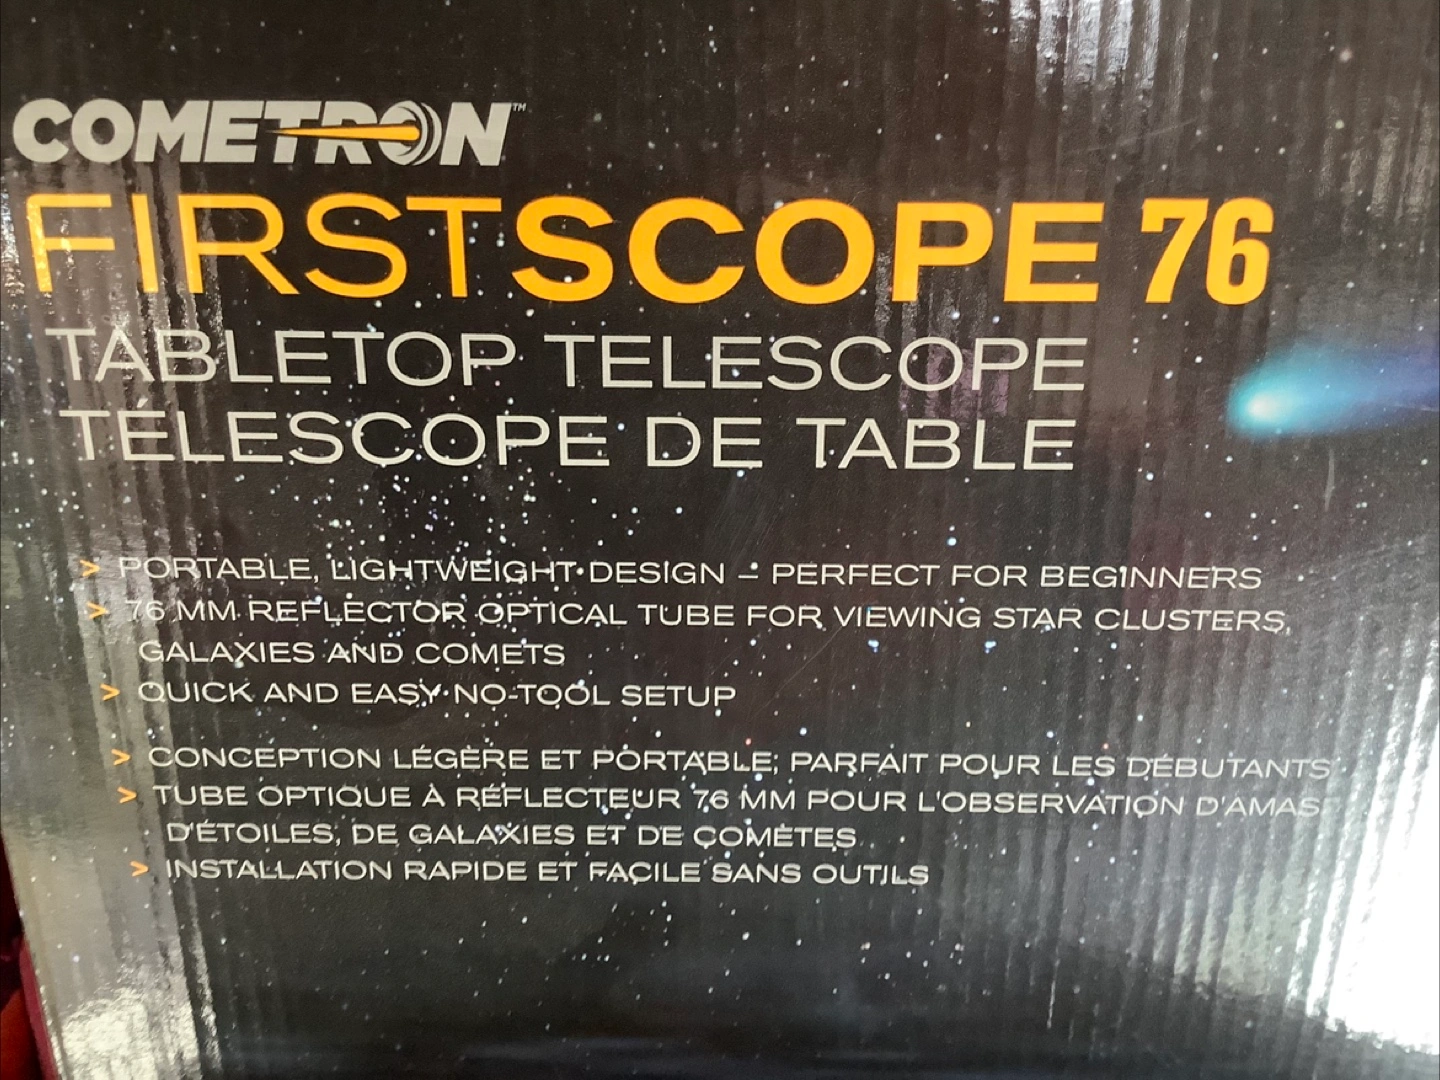 COMETRON™
FIRSTSCOPE 76
TABLETOP TELESCOPE
TÉLESCOPE DE TABLE
> PORTABLE, LIGHTWEIGHT DESIGN – PERFECT FOR BEGINNERS
> 76 MM REFLECTOR OPTICAL TUBE FOR VIEWING STAR CLUSTERS,
GALAXIES AND COMETS
> QUICK AND EASY NO-TOOL SETUP
> CONCEPTION LÉGÈRE ET PORTABLE; PARFAIT POUR LES DÉBUTANTS
> TUBE OPTIQUE À RÉFLECTEUR 76 MM POUR L'OBSERVATION D'AMAS
D'ÉTOILES, DE GALAXIES ET DE COMÈTES
> INSTALLATION RAPIDE ET FACILE SANS OUTILS